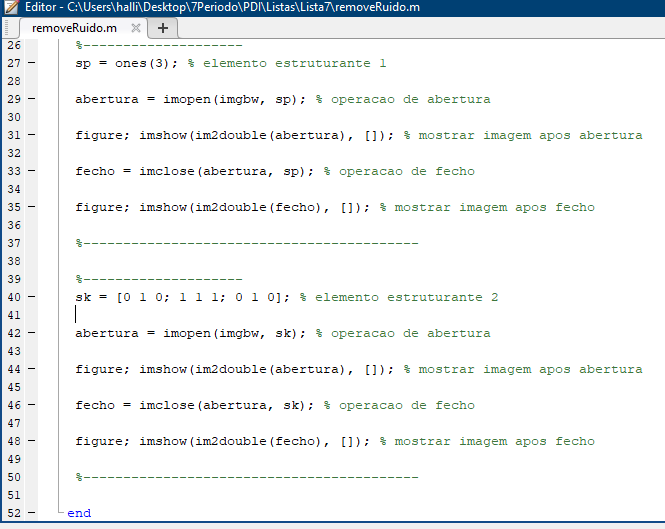 Editor - C:\Users\halli\Desktop\7Periodo\PDI\Listas\Lista7\removeRuido.m
removeRuido.m × +
26 %--------------------
27 – sp = ones(3); % elemento estruturante 1
28
29 – abertura = imopen(imgbw, sp); % operacao de abertura
30
31 – figure; imshow(im2double(abertura), []); % mostrar imagem apos abertura
32
33 – fecho = imclose(abertura, sp); % operacao de fecho
34
35 – figure; imshow(im2double(fecho), []); % mostrar imagem apos fecho
36
37 %------------------------------------------
38
39 %--------------------
40 – sk = [0 1 0; 1 1 1; 0 1 0]; % elemento estruturante 2
41
42 – abertura = imopen(imgbw, sk); % operacao de abertura
43
44 – figure; imshow(im2double(abertura), []); % mostrar imagem apos abertura
45
46 – fecho = imclose(abertura, sk); % operacao de fecho
47
48 – figure; imshow(im2double(fecho), []); % mostrar imagem apos fecho
49
50 %------------------------------------------
51
52 – end